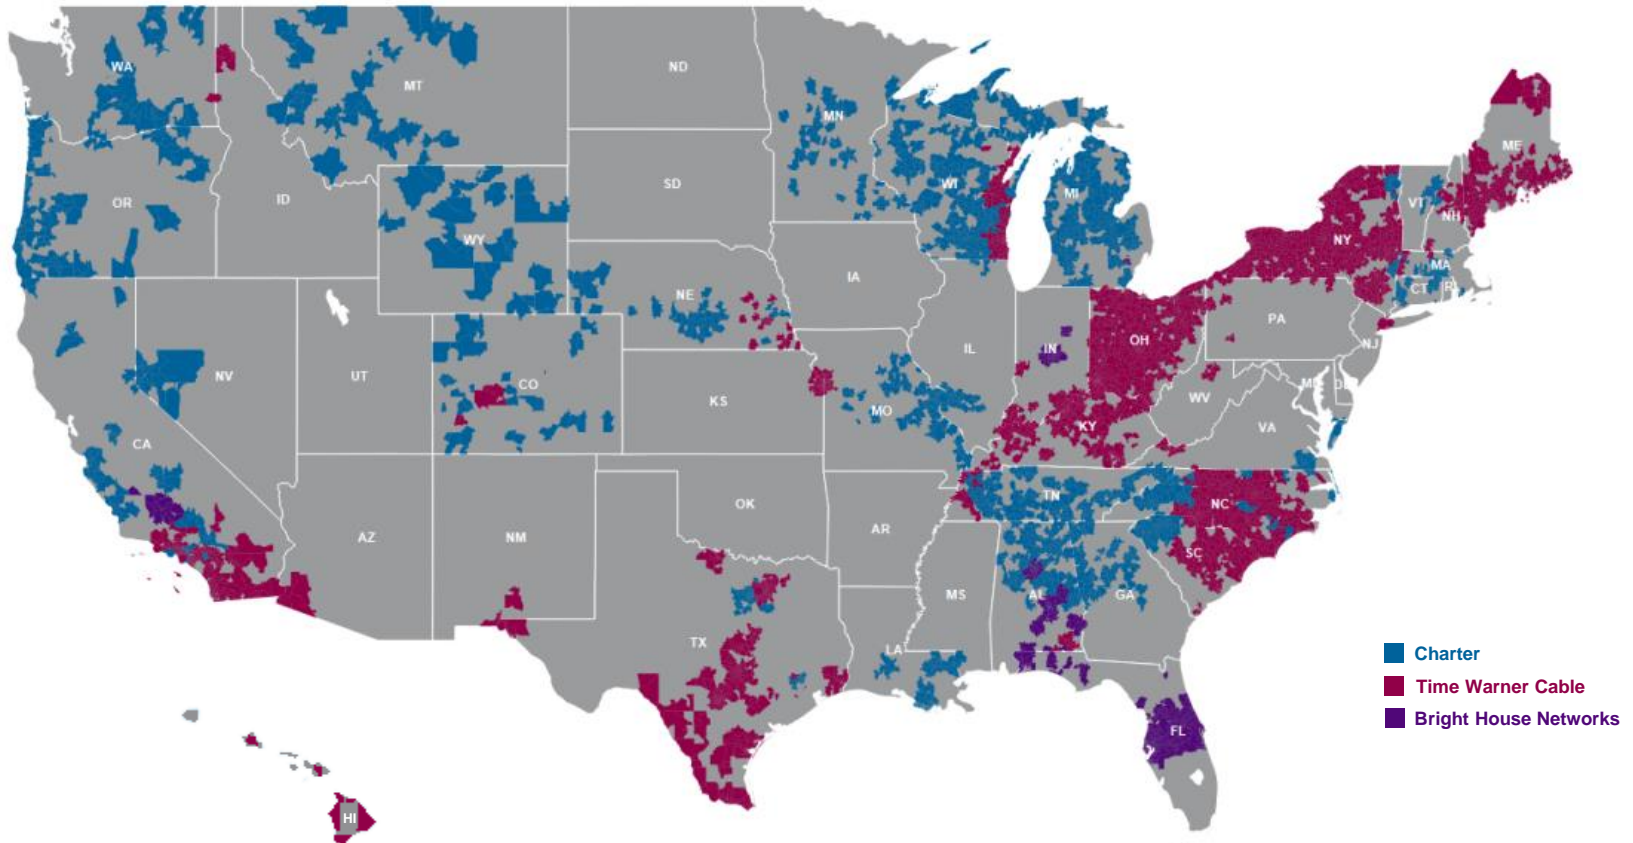 WA
MT
ND
MN
ME
OR
ID
SD
WI
MI
VT
NH
WY
NY
NE
IA
MA
CT
RI
NV
UT
CO
KS
MO
IL
IN
OH
PA
NJ
MD
DE
WV
VA
KY
CA
AZ
NM
OK
AR
TN
NC
SC
TX
LA
MS
AL
GA
FL
HI
Charter
Time Warner Cable
Bright House Networks